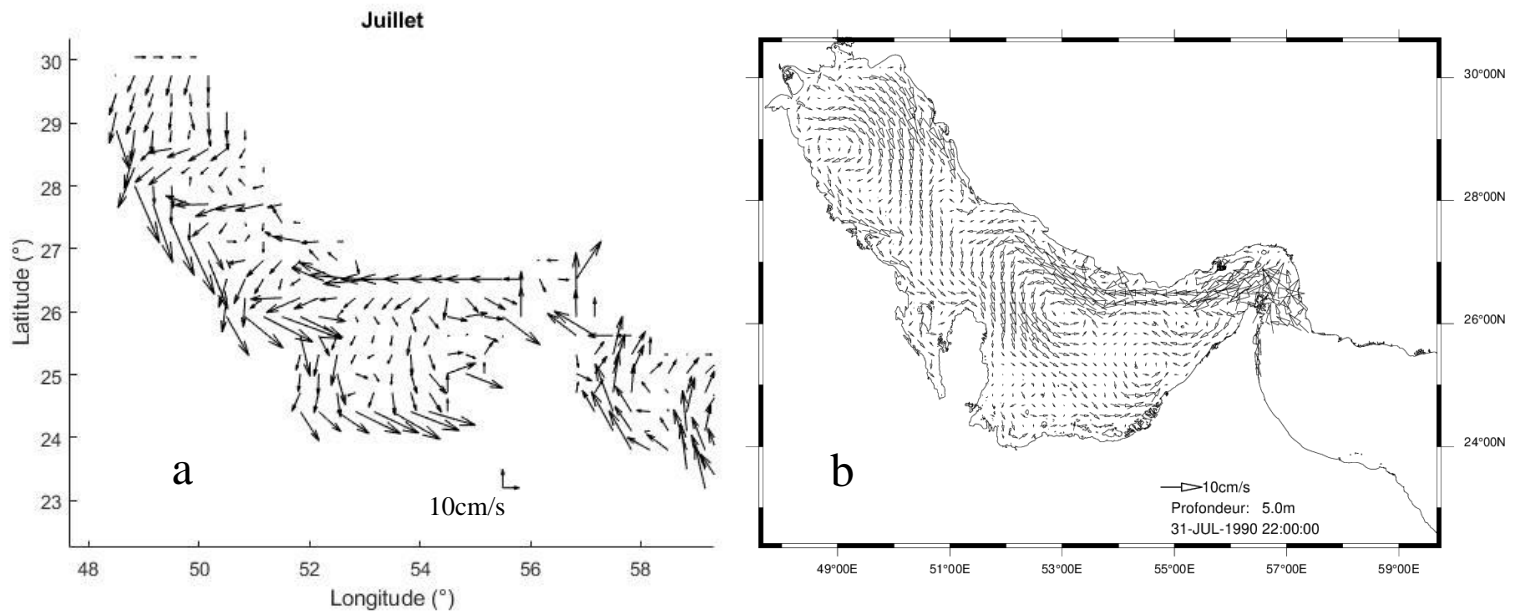 Juillet
30
29
28
27
26
25
24
23
Latitude (°)
a
10cm/s
48
50
52
54
56
58
Longitude (°)
30°00N
28°00N
26°00N
24°00N
b
10cm/s
Profondeur: 5.0m
31-JUL-1990 22:00:00
49°00E
51°00E
53°00E
55°00E
57°00E
59°00E